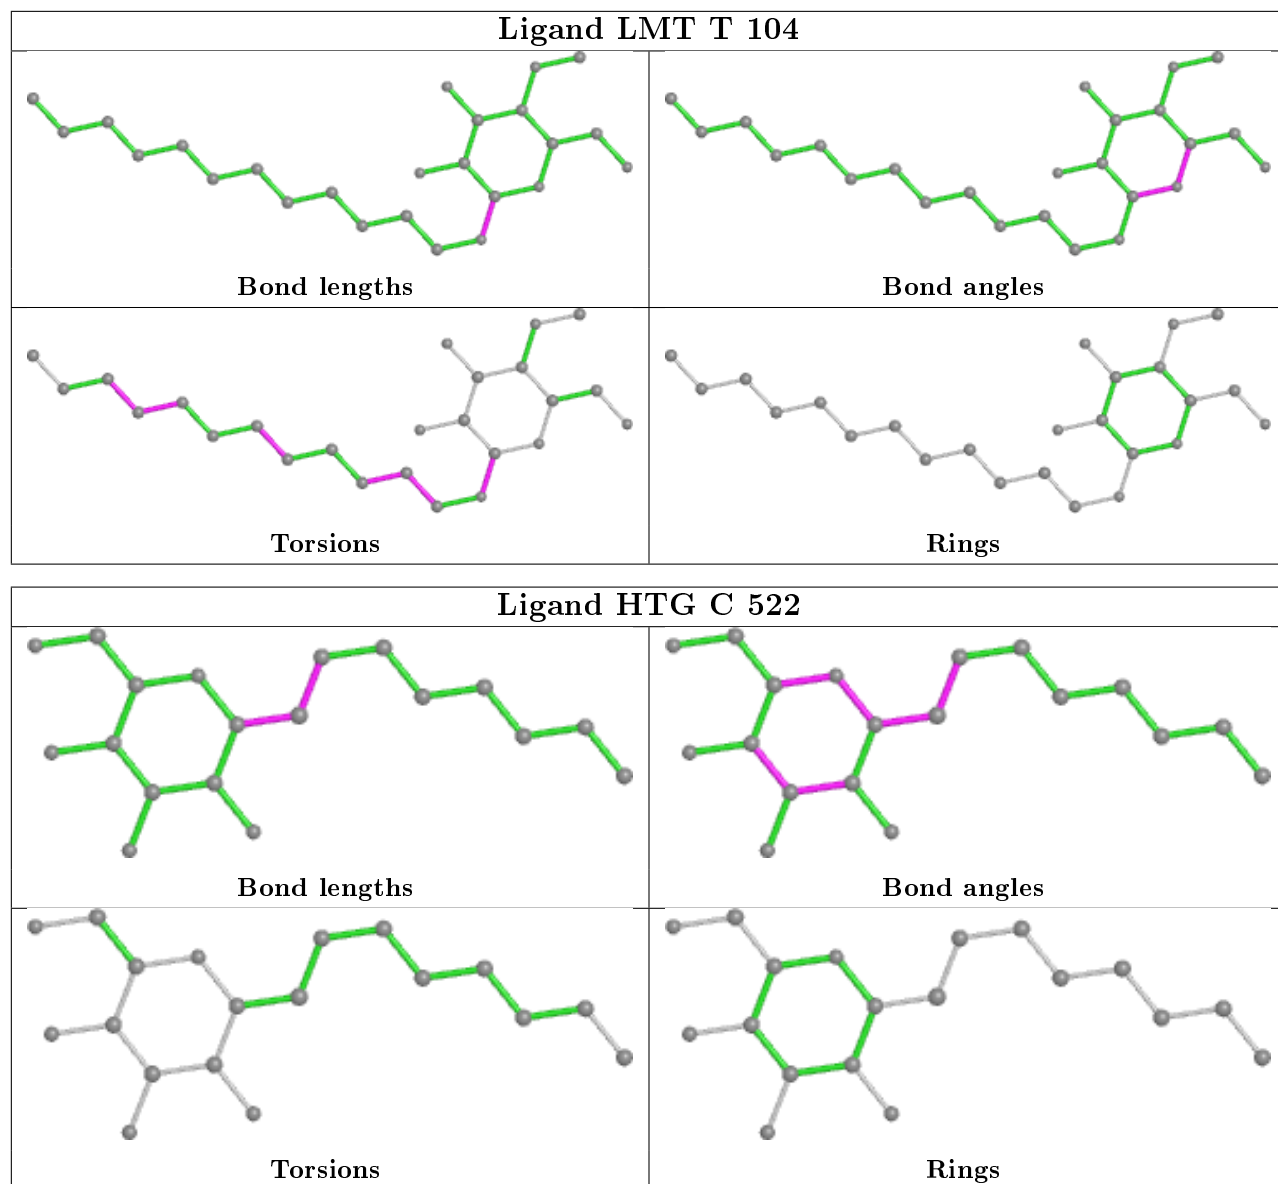 Ligand LMT T 104
Bond lengths
Bond angles
Torsions
Rings
Ligand HTG C 522
Bond lengths
Bond angles
Torsions
Rings